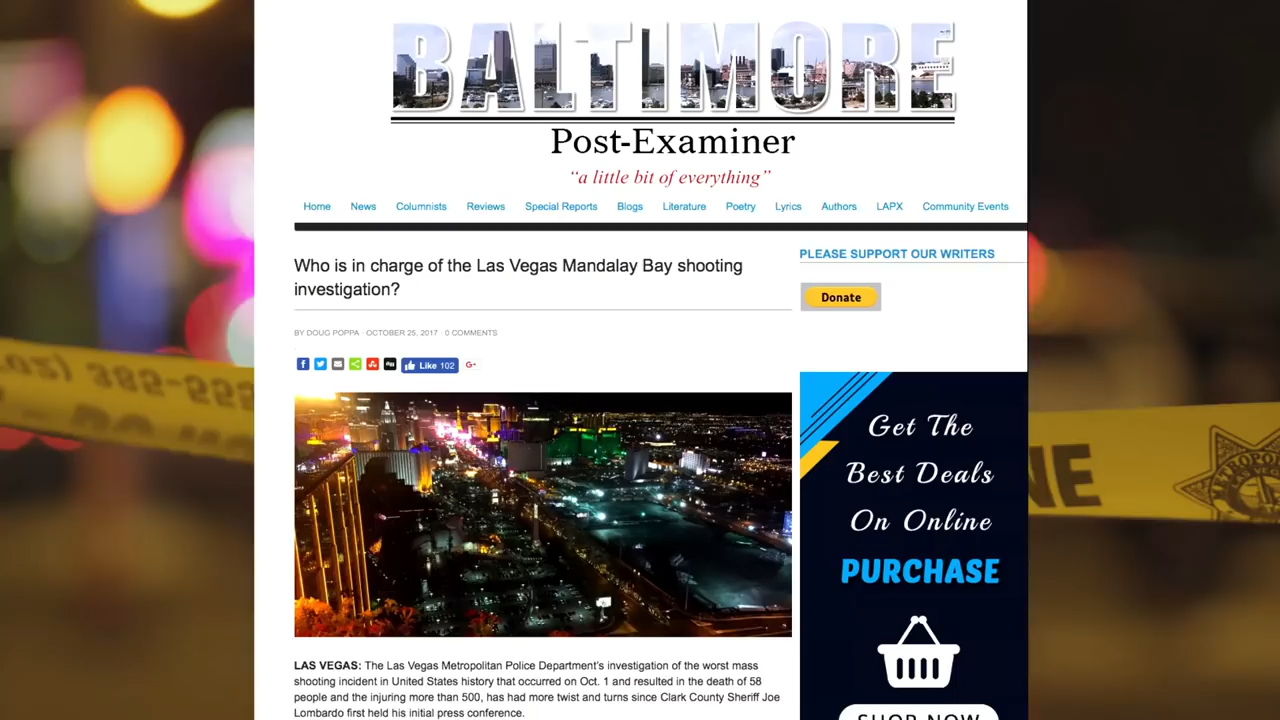 BALTIMORE
Post-Examiner
“a little bit of everything”
Home News Columnists Reviews Special Reports Blogs Literature Poetry Lyrics Authors LAPX Community Events
Who is in charge of the Las Vegas Mandalay Bay shooting
investigation?
BY DOUG POPPA · OCTOBER 25, 2017 · 0 COMMENTS
Like 102
G+
LAS VEGAS: The Las Vegas Metropolitan Police Department’s investigation of the worst mass
shooting incident in United States history that occurred on Oct. 1 and resulted in the death of 58
people and the injuring more than 500, has had more twist and turns since Clark County Sheriff Joe
Lombardo first held his initial press conference.
PLEASE SUPPORT OUR WRITERS
Donate
Get The
Best Deals
On Online
PURCHASE
SHOP NOW